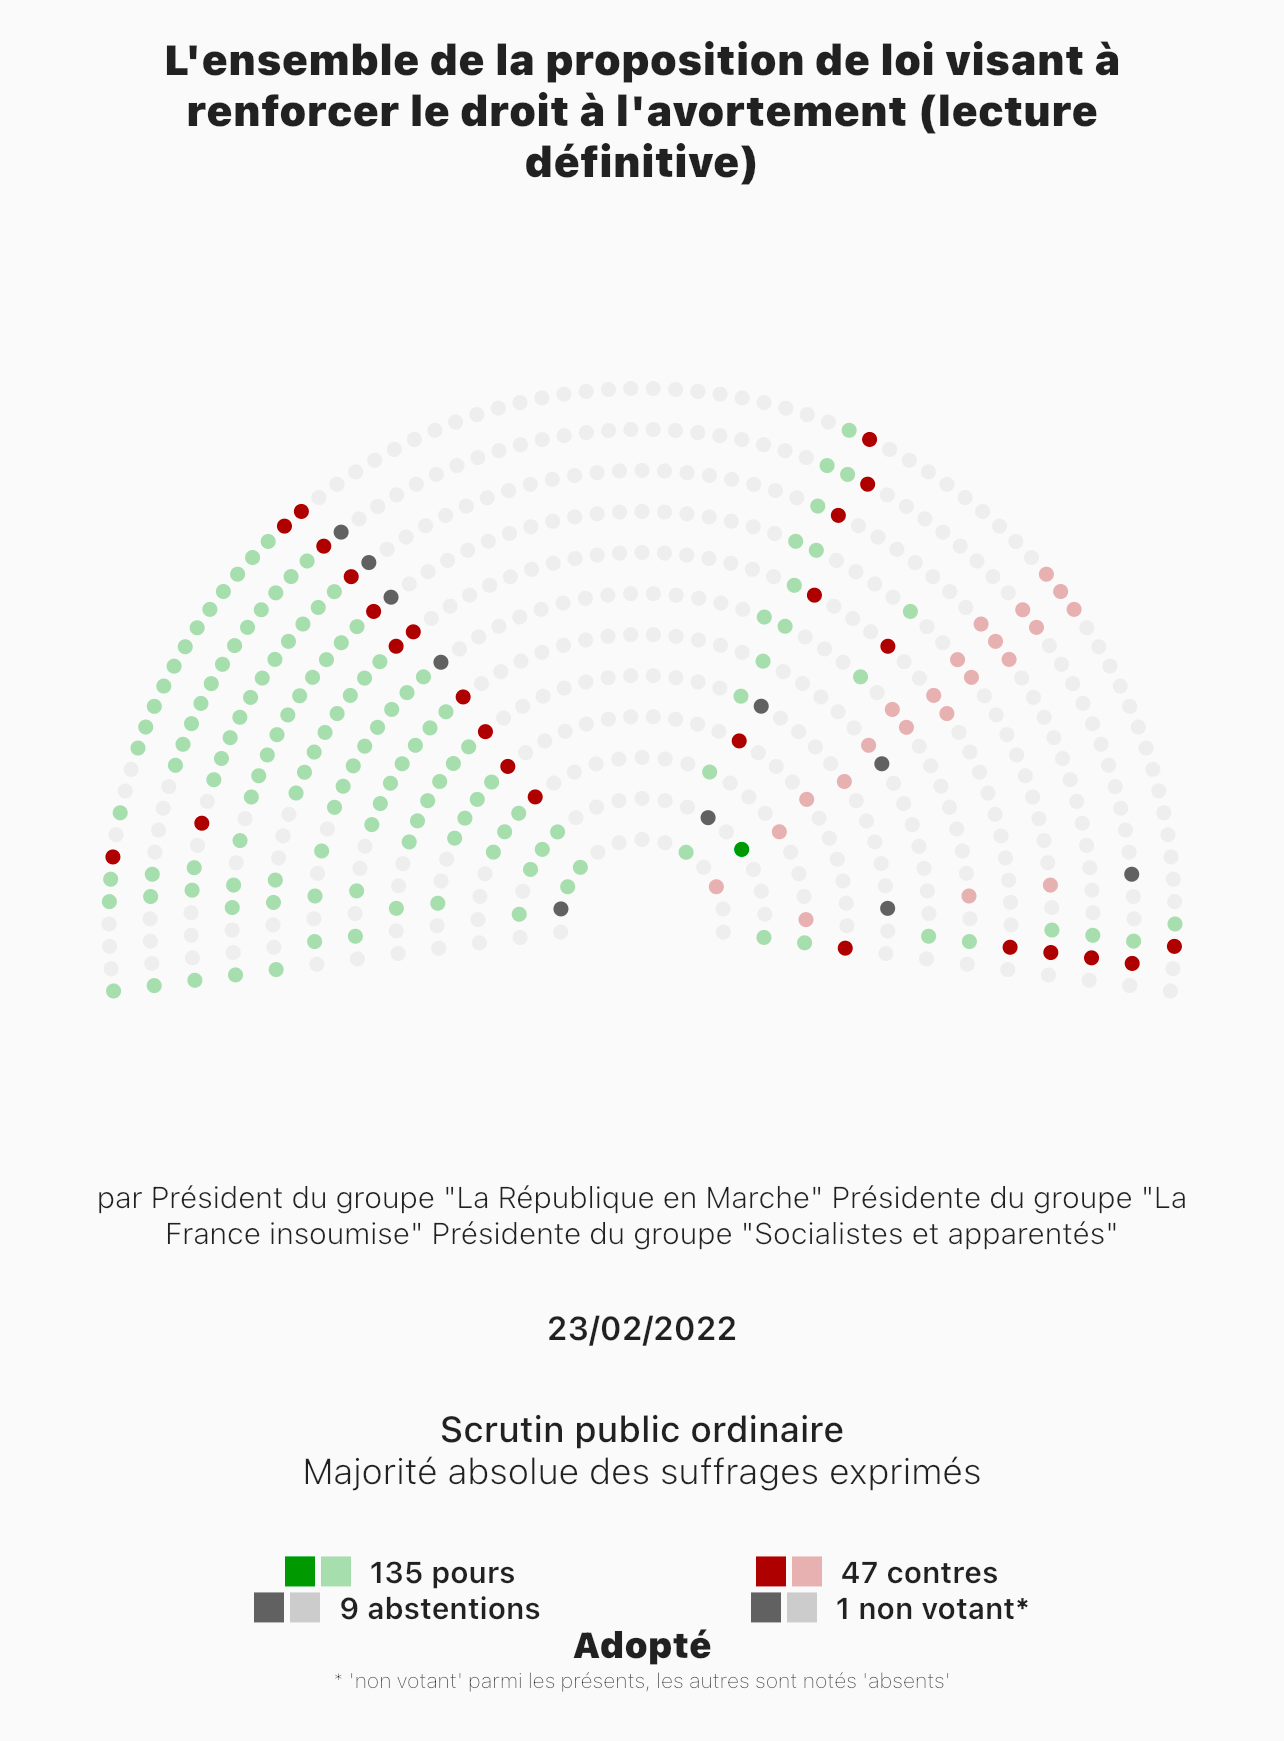 L'ensemble de la proposition de loi visant à
renforcer le droit à l'avortement (lecture
définitive)
par Président du groupe "La République en Marche" Présidente du groupe "La
France insoumise" Présidente du groupe "Socialistes et apparentés"
23/02/2022
Scrutin public ordinaire
Majorité absolue des suffrages exprimés
135 pours
47 contres
9 abstentions
1 non votant*
Adopté
* 'non votant' parmi les présents, les autres sont notés 'absents'